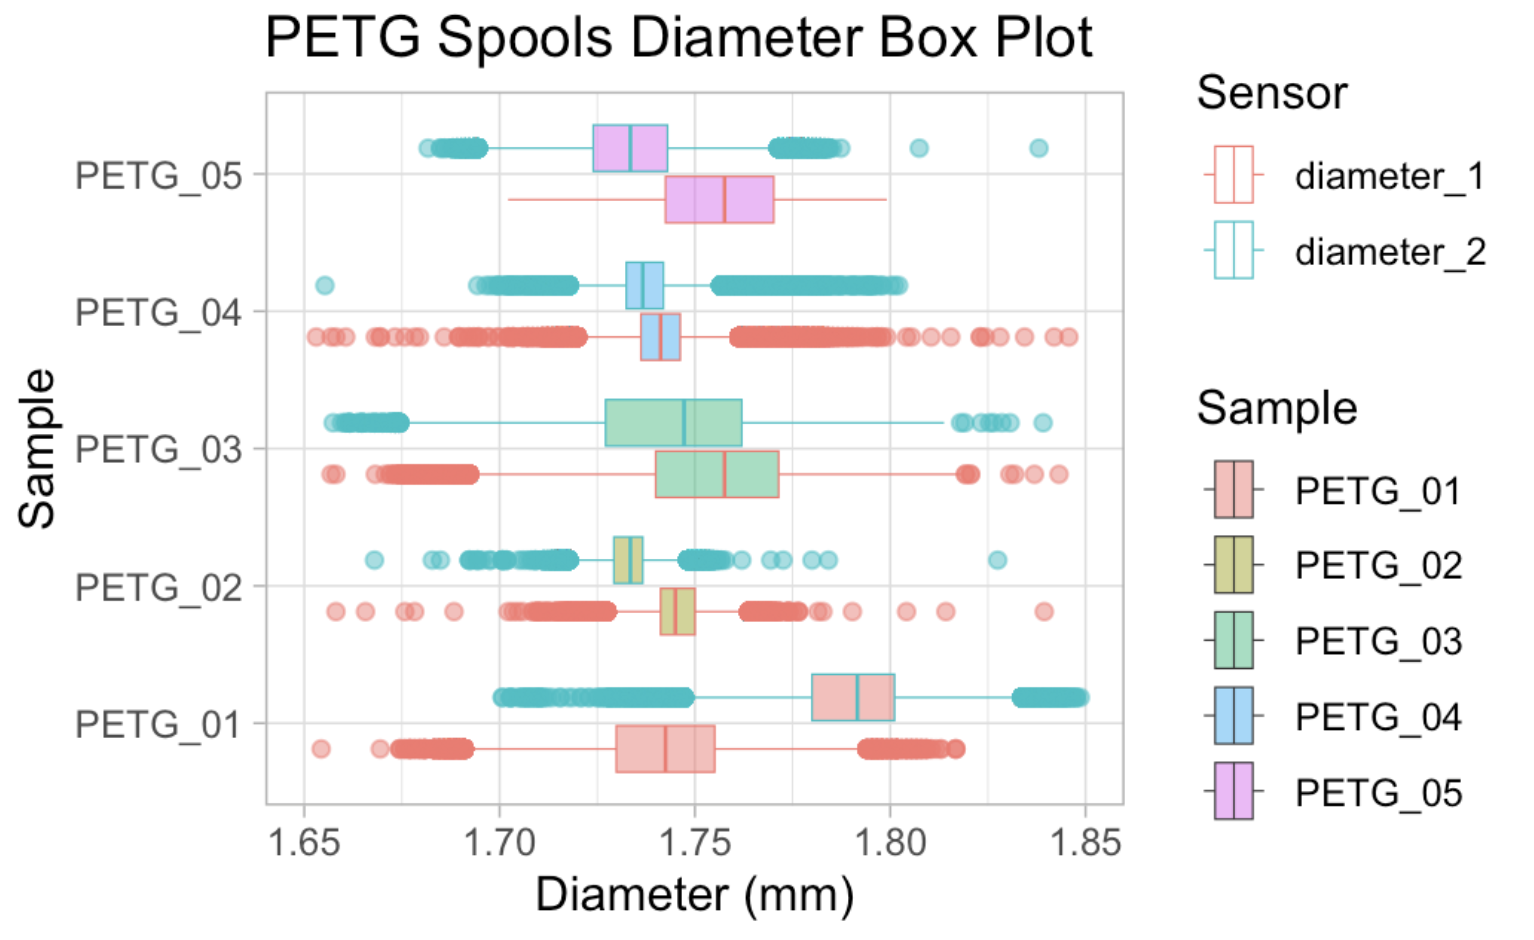 PETG Spools Diameter Box Plot
PETG_05
PETG_04
PETG_03
PETG_02
PETG_01
Sample
1.65
1.70
1.75
1.80
1.85
Diameter (mm)
Sensor
diameter_1
diameter_2
Sample
PETG_01
PETG_02
PETG_03
PETG_04
PETG_05